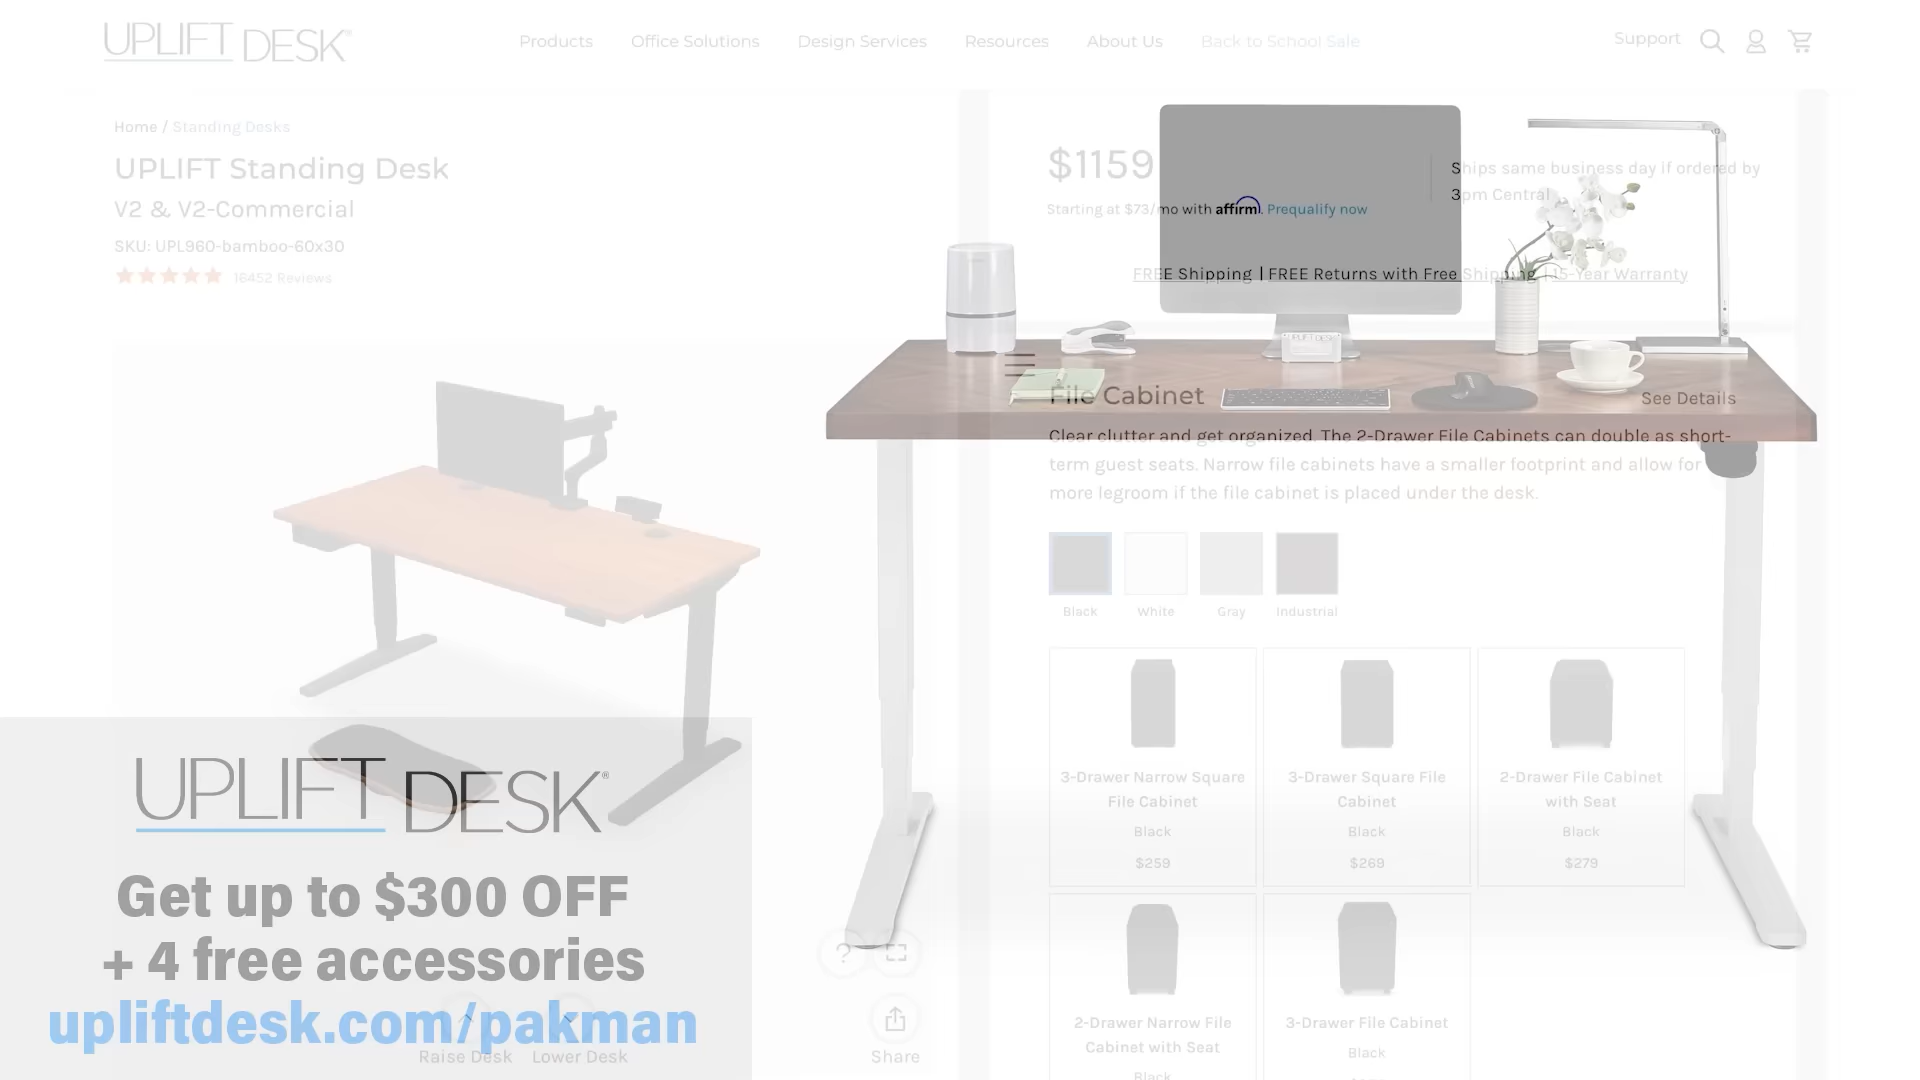 UPLIFT DESK®
Products
Office Solutions
Design Services
Resources
About Us
Back to School Sale
Support
Home / Standing Desks
UPLIFT Standing Desk
V2 & V2-Commercial
SKU: UPL960-bamboo-60x30
16452 Reviews
$1159
Starting at $73/mo with affirm. Prequalify now
Ships same business day if ordered by
3pm Central
FREE Shipping | FREE Returns with Free Shipping | 15-Year Warranty
UPLIFT DESK
File Cabinet
See Details
Clear clutter and get organized. The 2-Drawer File Cabinets can double as short-
term guest seats. Narrow file cabinets have a smaller footprint and allow for
more legroom if the file cabinet is placed under the desk.
Black
White
Gray
Industrial
3-Drawer Narrow Square
File Cabinet
Black
$259
3-Drawer Square File
Cabinet
Black
$269
2-Drawer File Cabinet
with Seat
Black
$279
2-Drawer Narrow File
Cabinet with Seat
Black
3-Drawer File Cabinet
Black
UPLIFT DESK®
Get up to $300 OFF
+ 4 free accessories
upliftdesk.com/pakman
Raise Desk
Lower Desk
?
Share